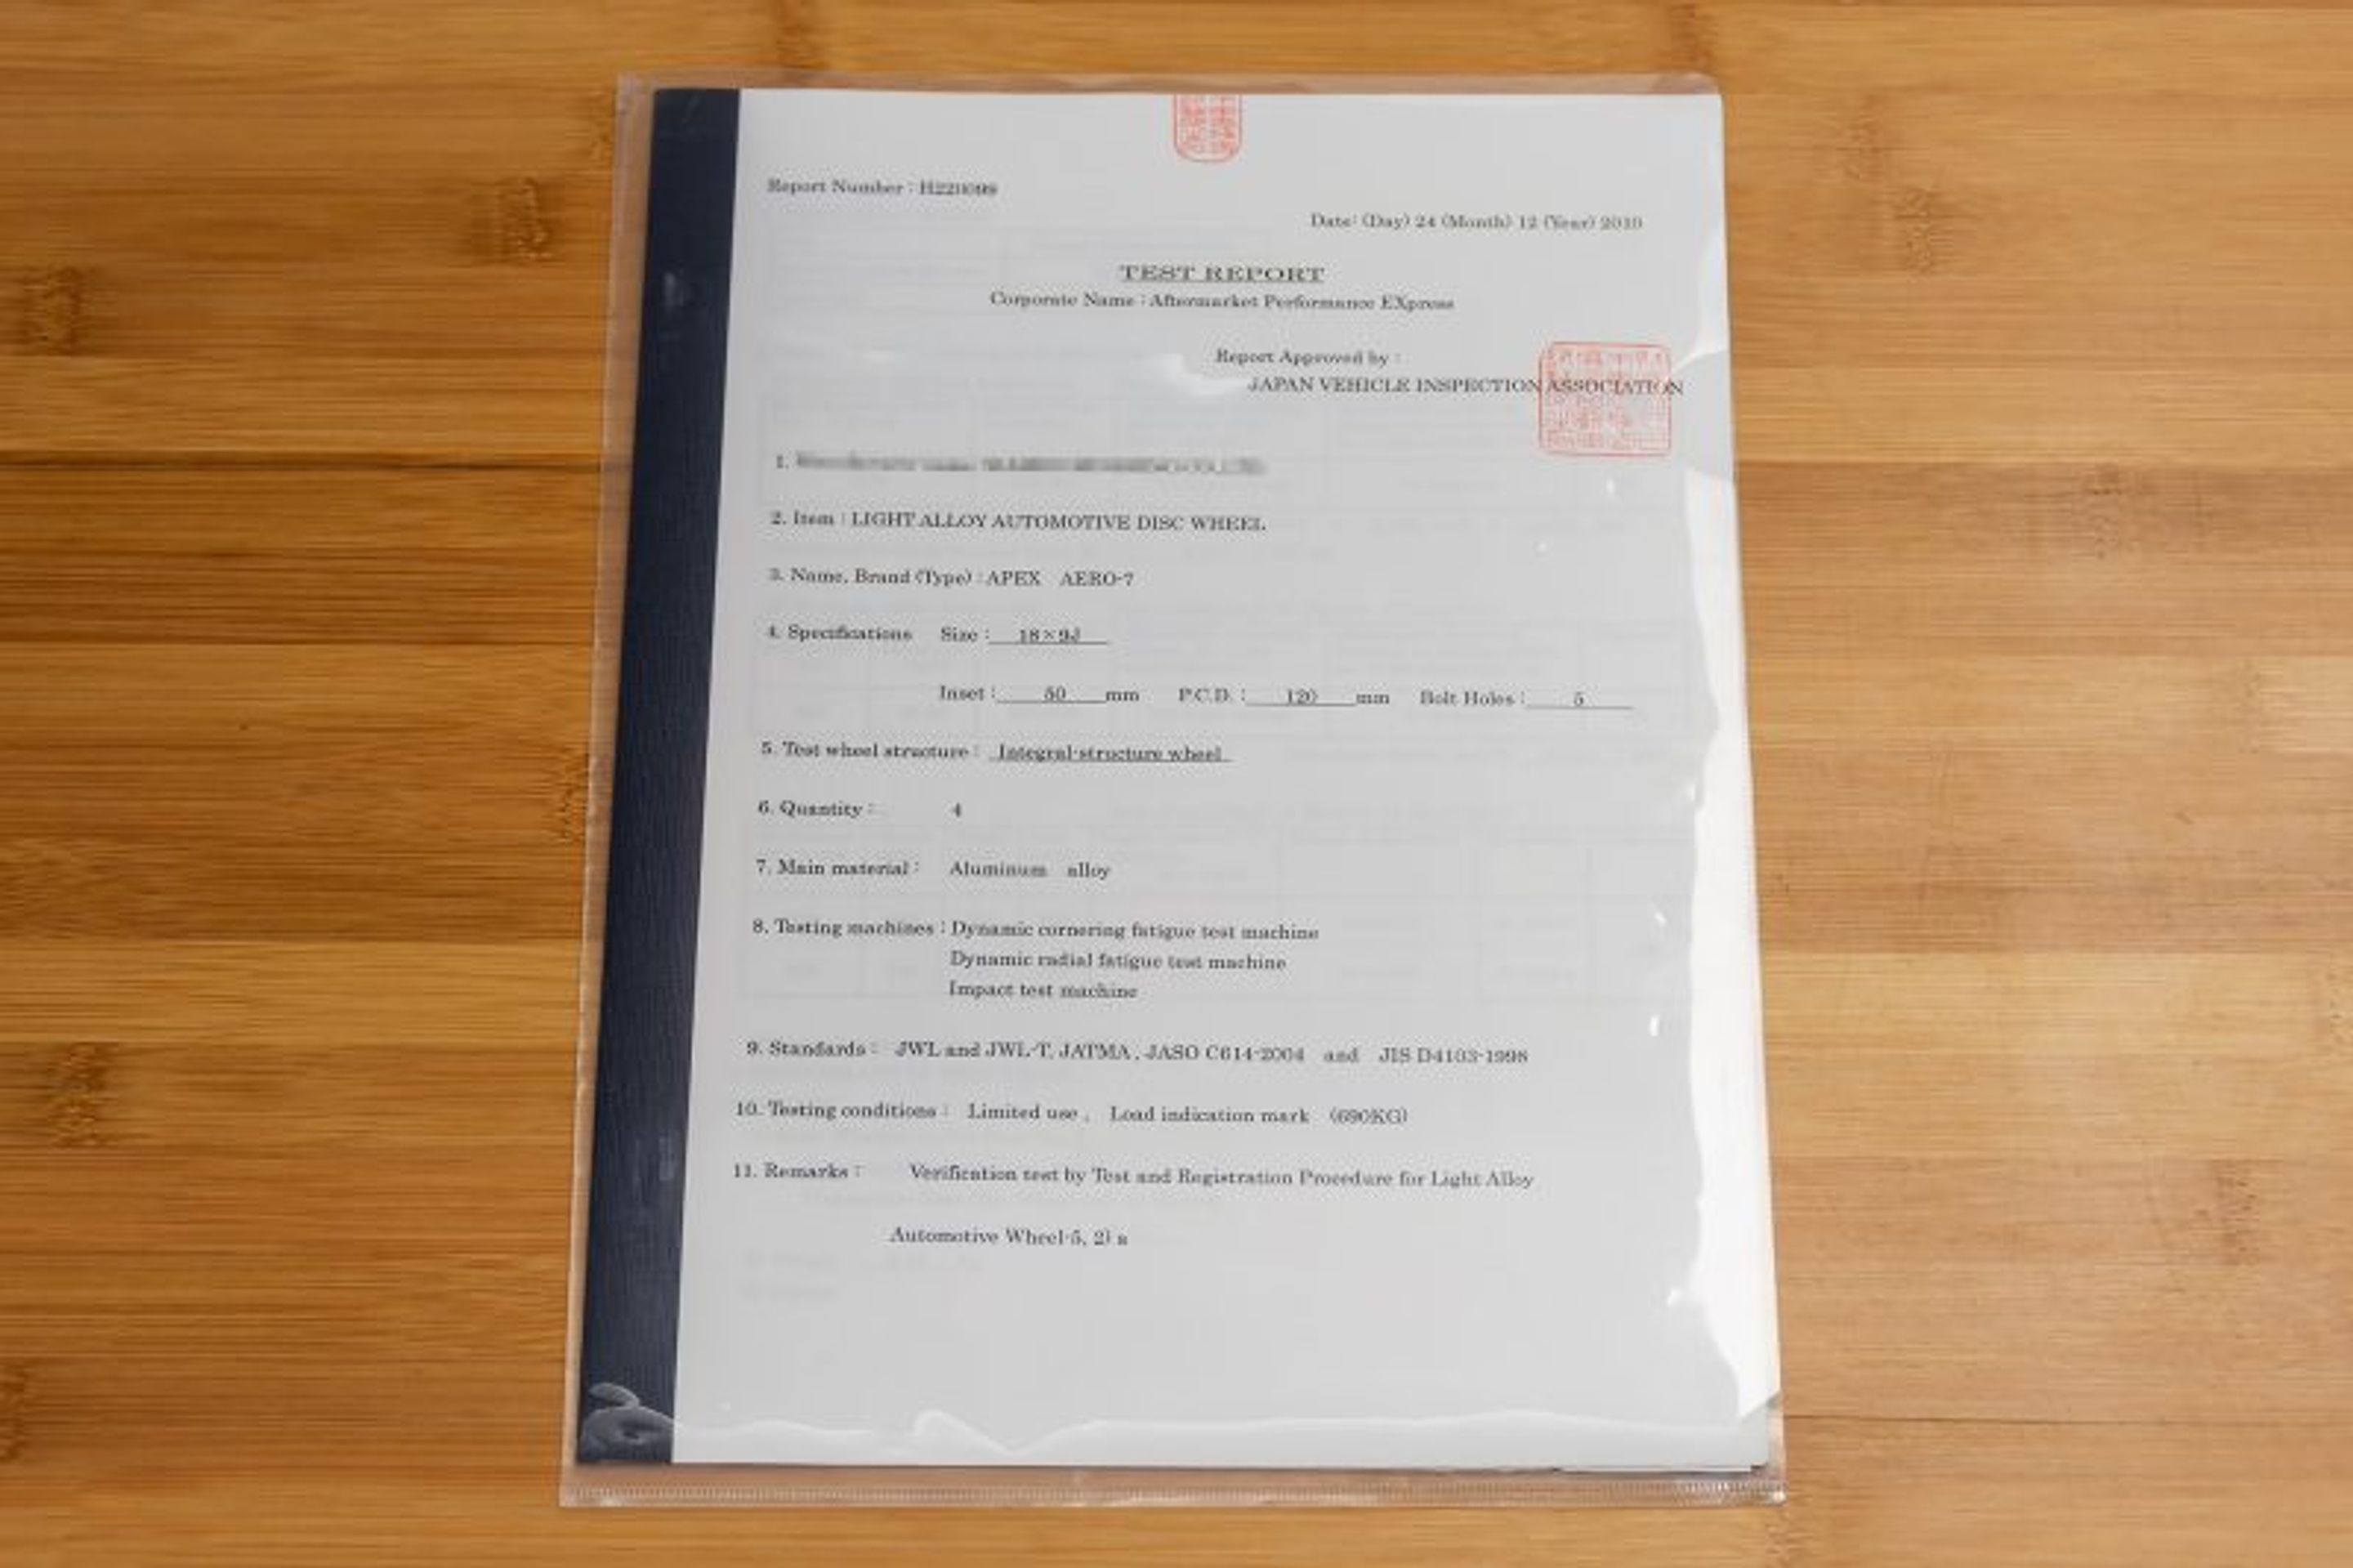 Report Number : H22H099
Date: (Day) 24 (Month) 12 (Year) 2010
TEST REPORT
Corporate Name : Aftermarket Performance EXpress
Report Approved by :
JAPAN VEHICLE INSPECTION ASSOCIATION
1.
2. Item : LIGHT ALLOY AUTOMOTIVE DISC WHEEL
3. Name, Brand (Type) : APEX AERO-7
4. Specifications Size : 18×9J
Inset : 50 mm P.C.D. : 120 mm Bolt Holes : 5
5. Test wheel structure : Integral-structure wheel
6. Quantity : 4
7. Main material : Aluminum alloy
8. Testing machines : Dynamic cornering fatigue test machine
Dynamic radial fatigue test machine
Impact test machine
9. Standards : JWL and JWL-T, JATMA , JASO C614-2004 and JIS D4103-1998
10. Testing conditions : Limited use , Load indication mark (690KG)
11. Remarks : Verification test by Test and Registration Procedure for Light Alloy
Automotive Wheel-5, 2) a